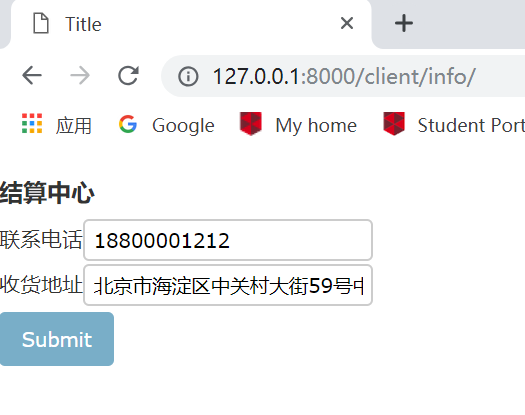 Title
127.0.0.1:8000/client/info/
应用 Google My home Student Port
结算中心
联系电话 18800001212
收货地址 北京市海淀区中关村大街59号中
Submit